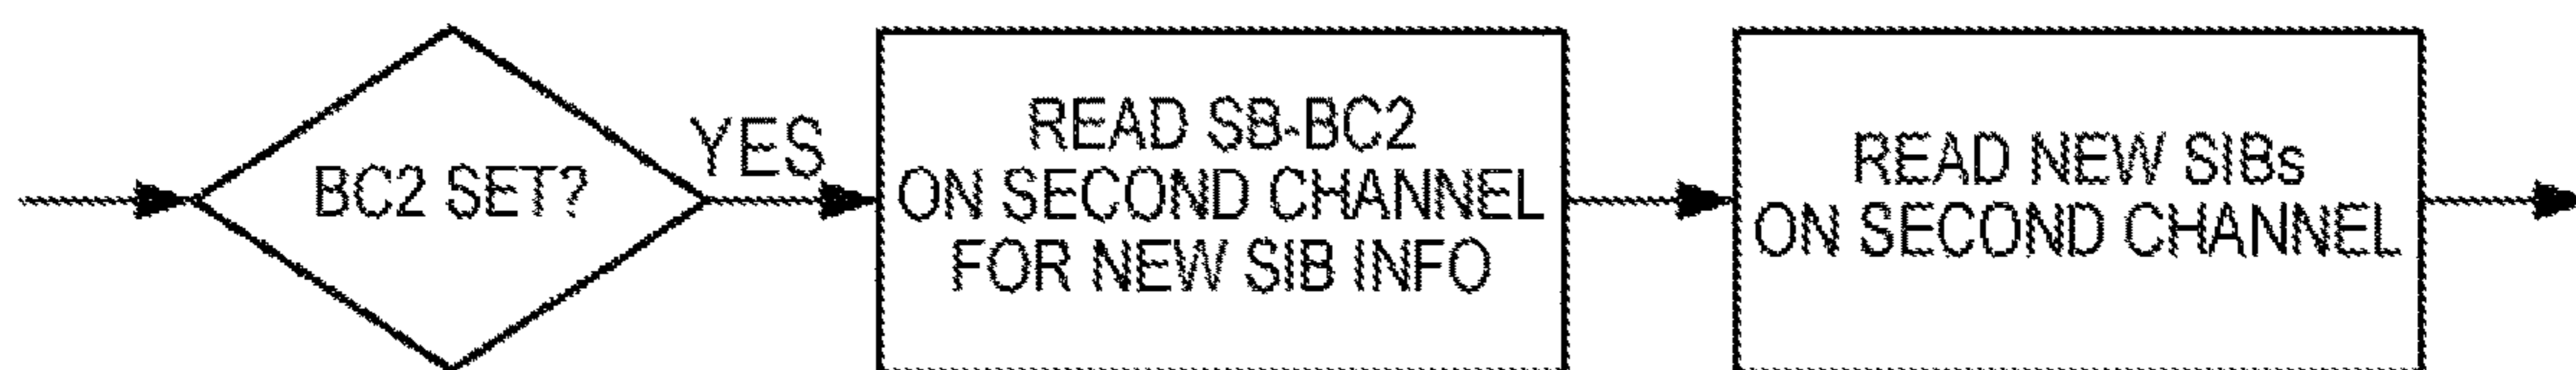 BC2 SET?
YES
READ SB-BC2
ON SECOND CHANNEL
FOR NEW SIB INFO
READ NEW SIBs
ON SECOND CHANNEL